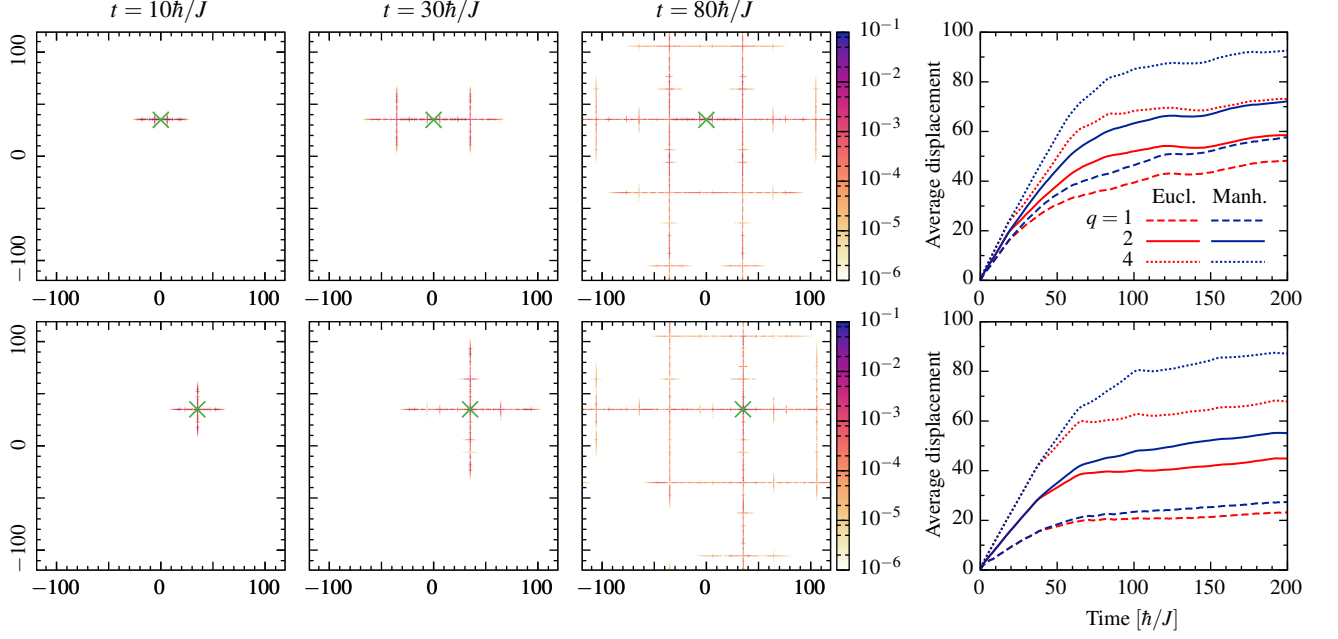 t = 10ħ/J
t = 30ħ/J
t = 80ħ/J
100
0
−100
−100 0 100
−100 0 100
−100 0 100
10⁻¹
10⁻²
10⁻³
10⁻⁴
10⁻⁵
10⁻⁶
Average displacement
100
80
60
40
20
0
0 50 100 150 200
Eucl. Manh.
q = 1
2
4
100
0
−100
−100 0 100
−100 0 100
−100 0 100
10⁻¹
10⁻²
10⁻³
10⁻⁴
10⁻⁵
10⁻⁶
Average displacement
100
80
60
40
20
0
0 50 100 150 200
Time [ħ/J]